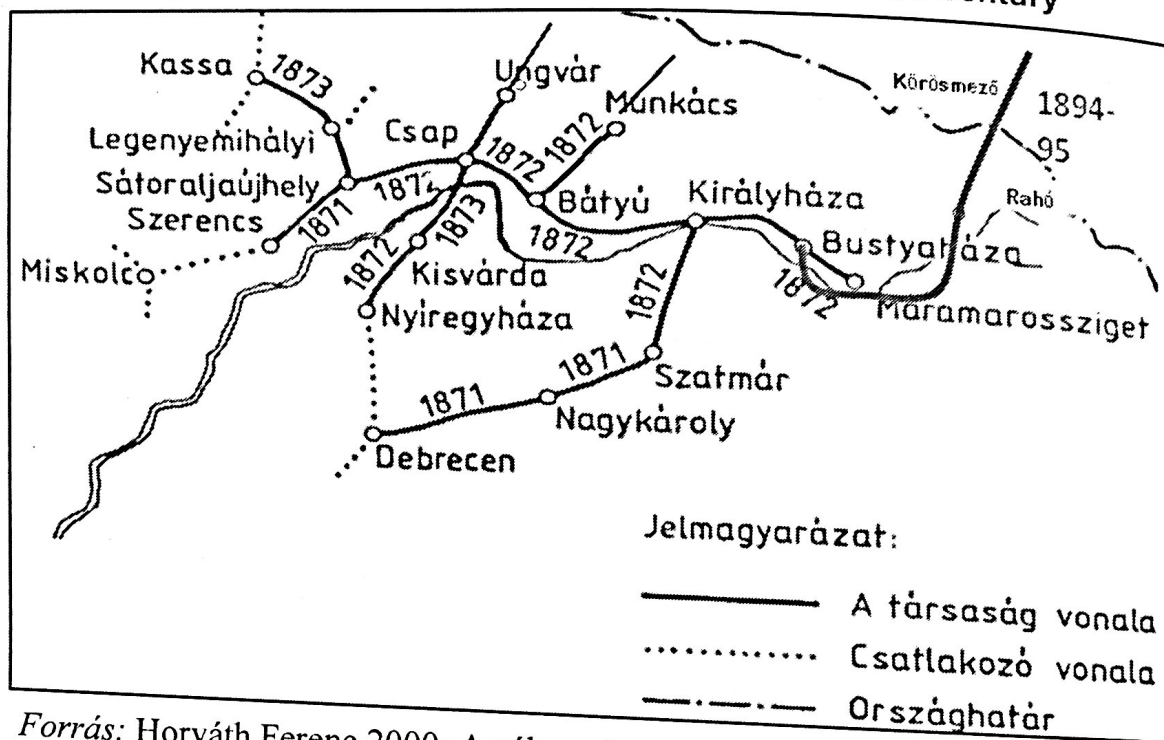 Kassa
1873
Ungvár
Munkács
Körösmező
1894-
95
Legenyemihályi
Csap
1872
1872
Sátoraljaújhely
1872
Bátyú
Királyháza
Rahó
Szerencs
1871
1873
1872
Bustyaháza
Miskolc
1872
Kisvárda
1872
1872
Máramarossziget
Nyíregyháza
1871
Szatmár
1871
Nagykároly
Debrecen
Jelmagyarázat:
A társaság vonala
Csatlakozó vonala
Országhatár
Forrás: Horváth Ferenc 2000.